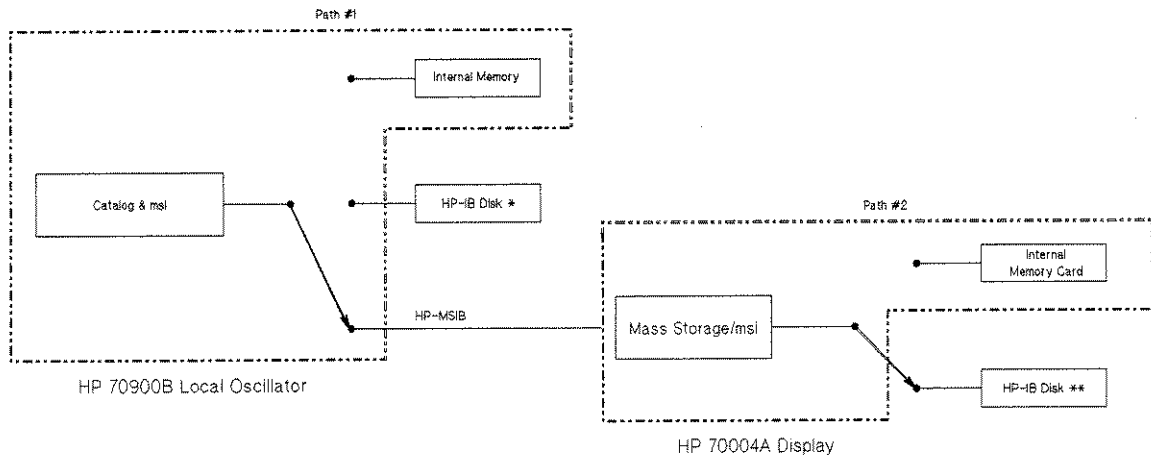 Path #1
Internal Memory
Catalog & msi
HP-IB Disk *
Path #2
Internal
Memory Card
HP-MSIB
Mass Storage/msi
HP 70900B Local Oscillator
HP-IB Disk **
HP 70004A Display